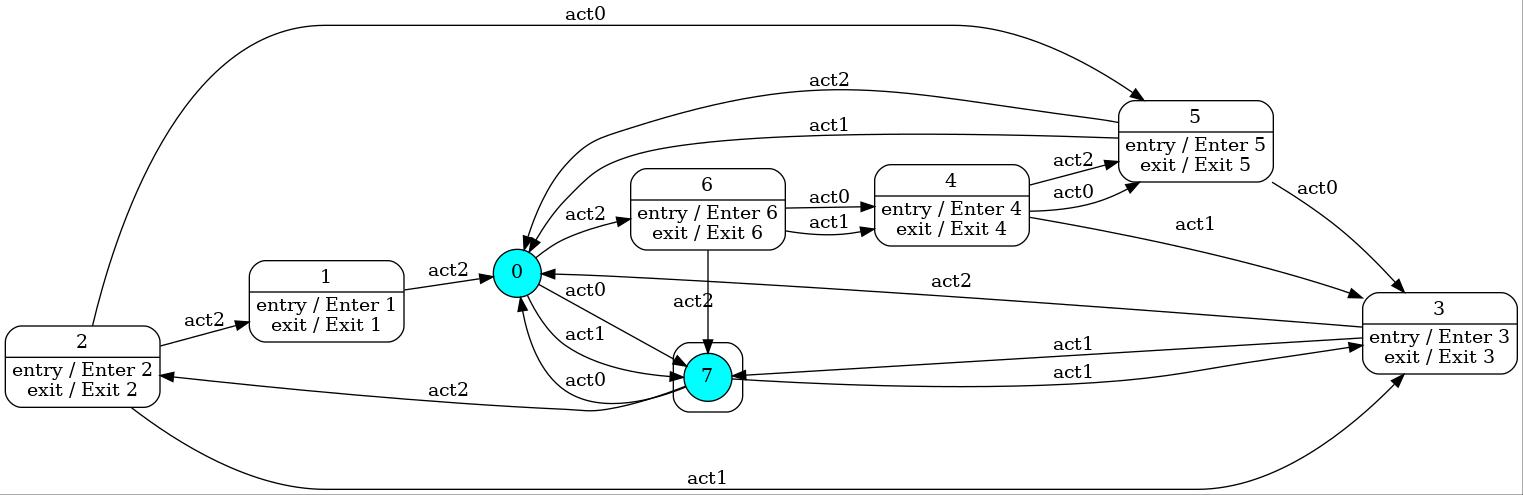 act0
act2
5
entry / Enter 5
exit / Exit 5
act1
act2
act0
4
entry / Enter 4
exit / Exit 4
act0
act1
6
entry / Enter 6
exit / Exit 6
act2
act0
act1
act2
0
act2
1
entry / Enter 1
exit / Exit 1
act2
act0
act2
act1
3
entry / Enter 3
exit / Exit 3
act2
2
entry / Enter 2
exit / Exit 2
act1
act1
7
act0
act2
act1